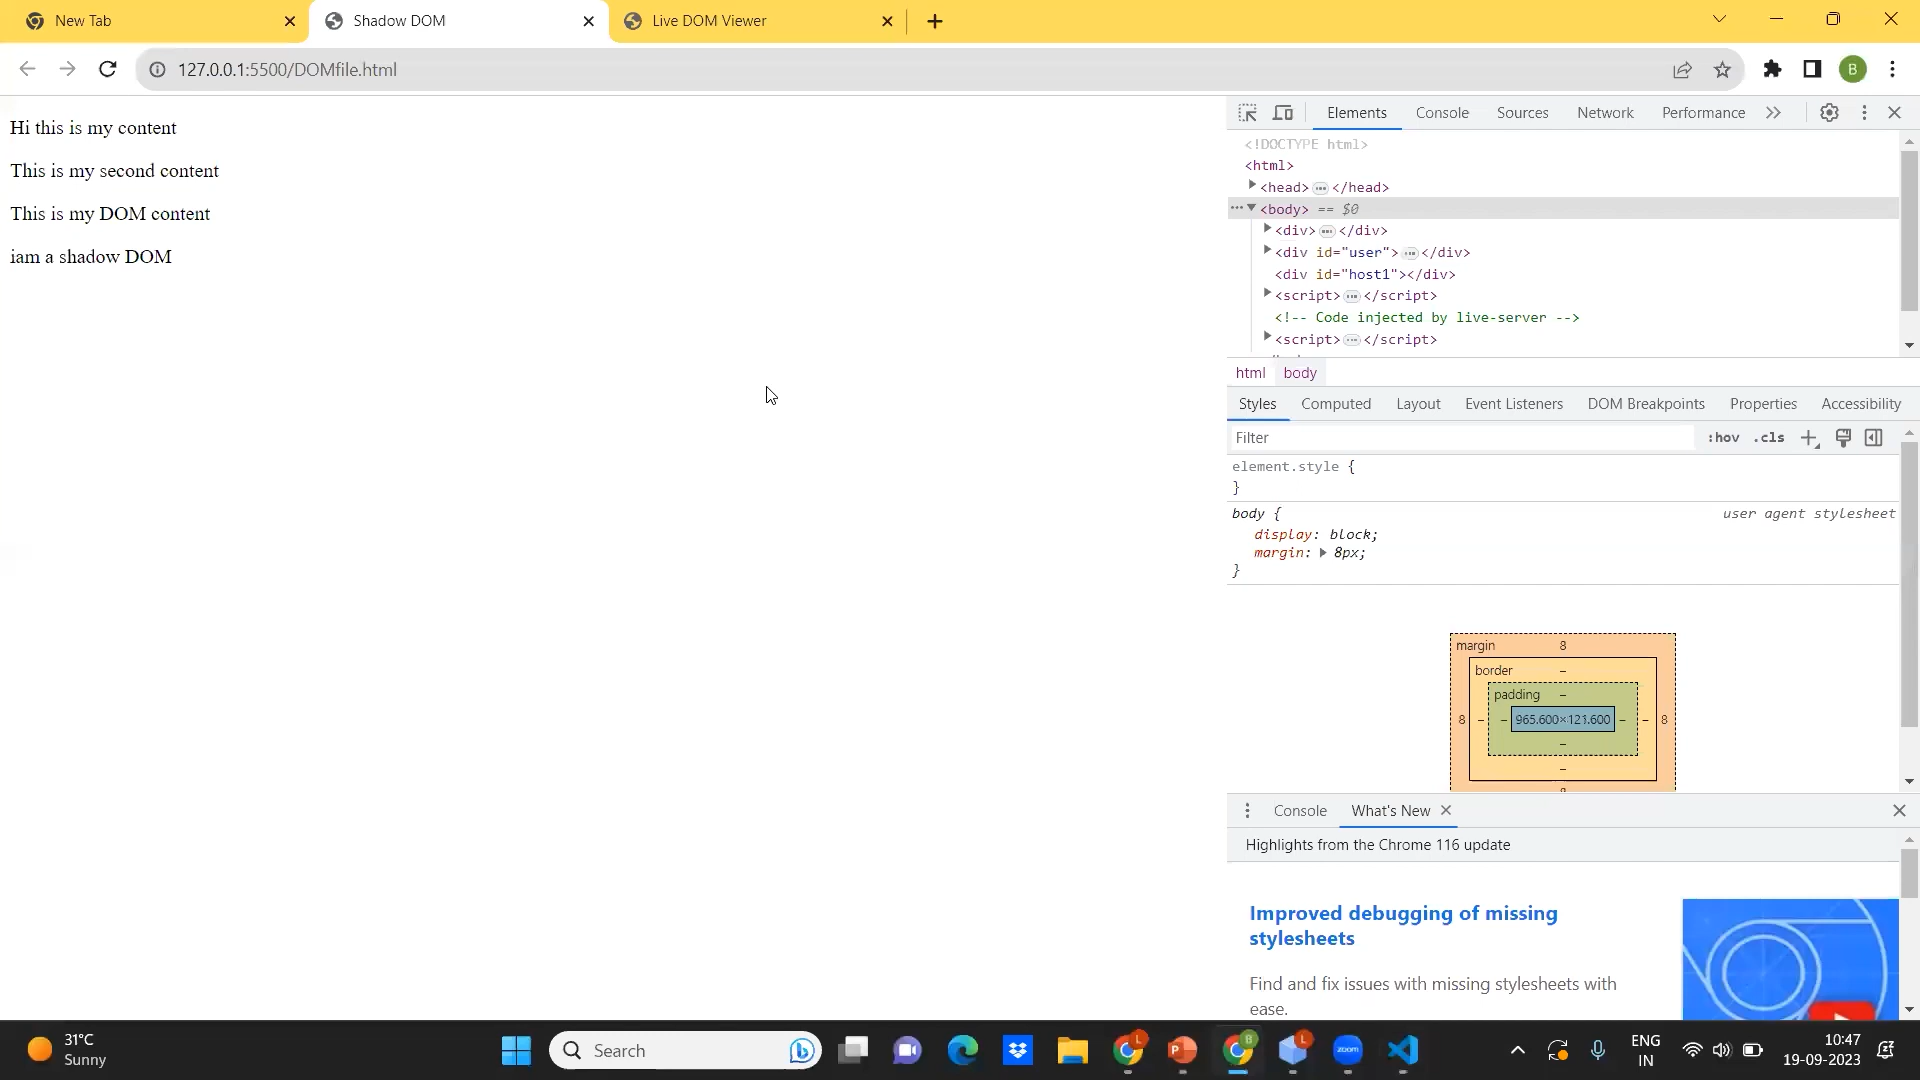 New Tab
Shadow DOM
Live DOM Viewer
127.0.0.1:5500/DOMfile.html
B
Hi this is my content
This is my second content
This is my DOM content
iam a shadow DOM
Elements
Console
Sources
Network
Performance
<!DOCTYPE html>
<html>
<head> ••• </head>
••• <body> == $0
<div> ••• </div>
<div id="user"> ••• </div>
<div id="host1"></div>
<script> ••• </script>
<!-- Code injected by live-server -->
<script> ••• </script>
html body
Styles
Computed
Layout
Event Listeners
DOM Breakpoints
Properties
Accessibility
Filter
:hov .cls
element.style {
}
body {
user agent stylesheet
display: block;
margin: 8px;
}
margin 8
border –
padding –
8 – – 965.600×121.600 – – 8
–
–
Console
What's New
Highlights from the Chrome 116 update
Improved debugging of missing
stylesheets
Find and fix issues with missing stylesheets with
ease.
31°C
Sunny
Search
L
P
B
L
zoom
ENG
IN
10:47
19-09-2023